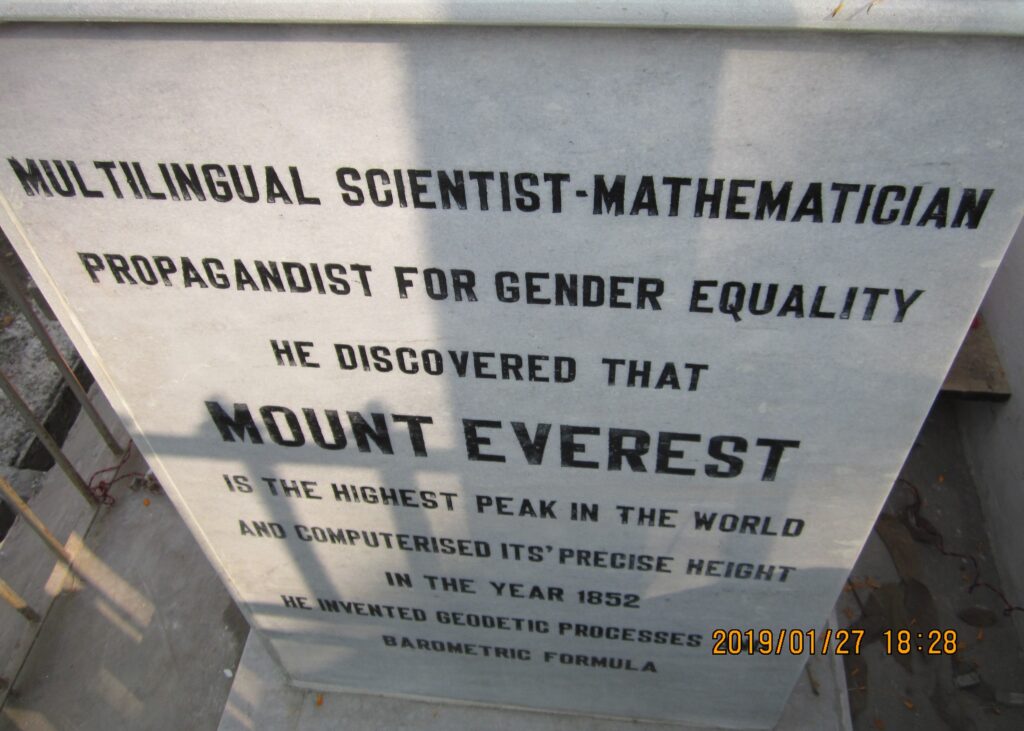 MULTILINGUAL SCIENTIST-MATHEMATICIAN
PROPAGANDIST FOR GENDER EQUALITY
HE DISCOVERED THAT
MOUNT EVEREST
IS THE HIGHEST PEAK IN THE WORLD
AND COMPUTERISED ITS' PRECISE HEIGHT
IN THE YEAR 1852
HE INVENTED GEODETIC PROCESSES
BAROMETRIC FORMULA
2019/01/27 18:28